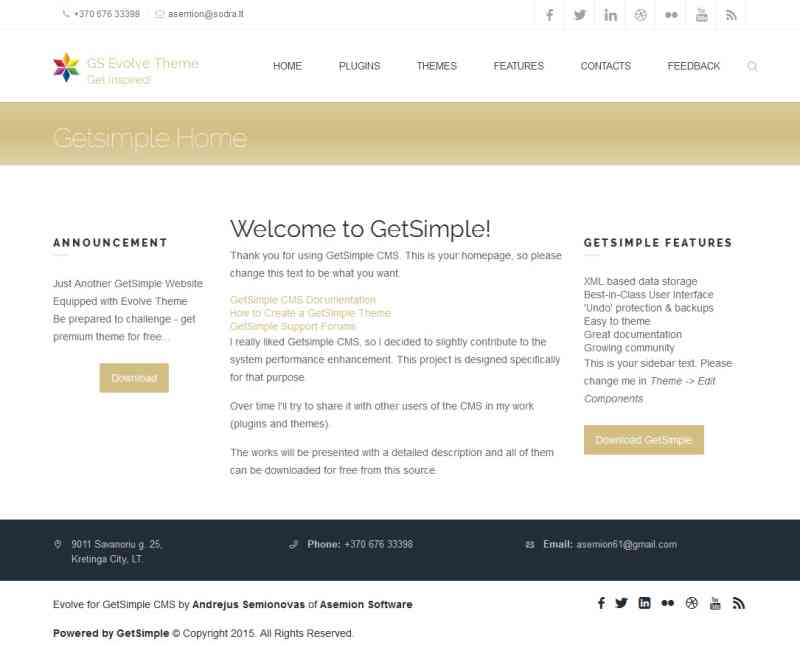 +370 676 33398 asemion@sodra.lt
GS Evolve Theme
Get inspired!
HOME PLUGINS THEMES FEATURES CONTACTS FEEDBACK
Getsimple Home
ANNOUNCEMENT
Just Another GetSimple Website
Equipped with Evolve Theme
Be prepared to challenge - get
premium theme for free...
Download
Welcome to GetSimple!
Thank you for using GetSimple CMS. This is your homepage, so please
change this text to be what you want.
GetSimple CMS Documentation
How to Create a GetSimple Theme
GetSimple Support Forums
I really liked Getsimple CMS, so i decided to slightly contribute to the
system performance enhancement. This project is designed specifically
for that purpose.
Over time I'll try to share it with other users of the CMS in my work
(plugins and themes).
The works will be presented with a detailed description and all of them
can be downloaded for free from this source.
GETSIMPLE FEATURES
XML based data storage
Best-in-Class User Interface
'Undo' protection & backups
Easy to theme
Great documentation
Growing community
This is your sidebar text. Please
change me in Theme -> Edit
Components
Download GetSimple
9011 Savanoriu g. 25,
Kretinga City, LT.
Phone: +370 676 33398
Email: asemion61@gmail.com
Evolve for GetSimple CMS by Andrejus Semionovas of Asemion Software
Powered by GetSimple © Copyright 2015. All Rights Reserved.